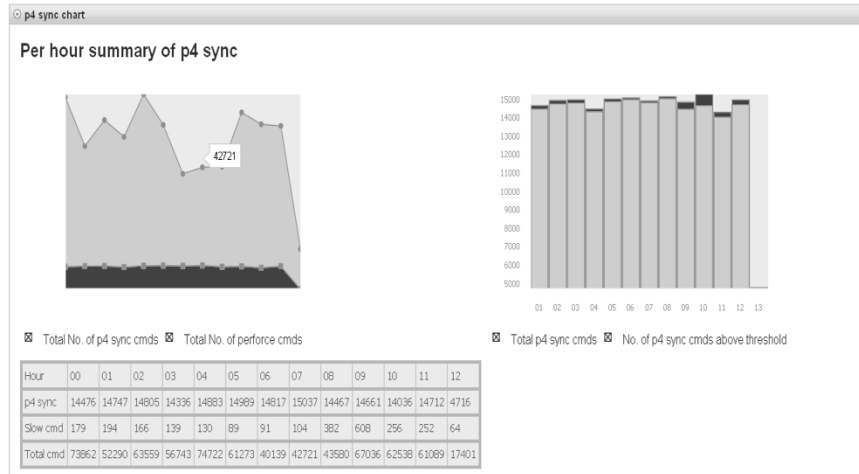 p4 sync chart
Per hour summary of p4 sync
42721
15000
14000
13000
12000
11000
10000
9000
8000
7000
6000
5000
01 02 03 04 05 06 07 08 09 10 11 12 13
Total No. of p4 sync cmds Total No. of perforce cmds
Total p4 sync cmds No. of p4 sync cmds above threshold
Hour 00 01 02 03 04 05 06 07 08 09 10 11 12
p4 sync 14476 14747 14805 14336 14883 14989 14817 15037 14467 14661 14036 14712 4716
Slow cmd 179 194 166 139 130 89 91 104 382 608 256 252 64
Total cmd 73862 52290 63559 56743 74722 61273 40139 42721 43580 67036 62538 61089 17401